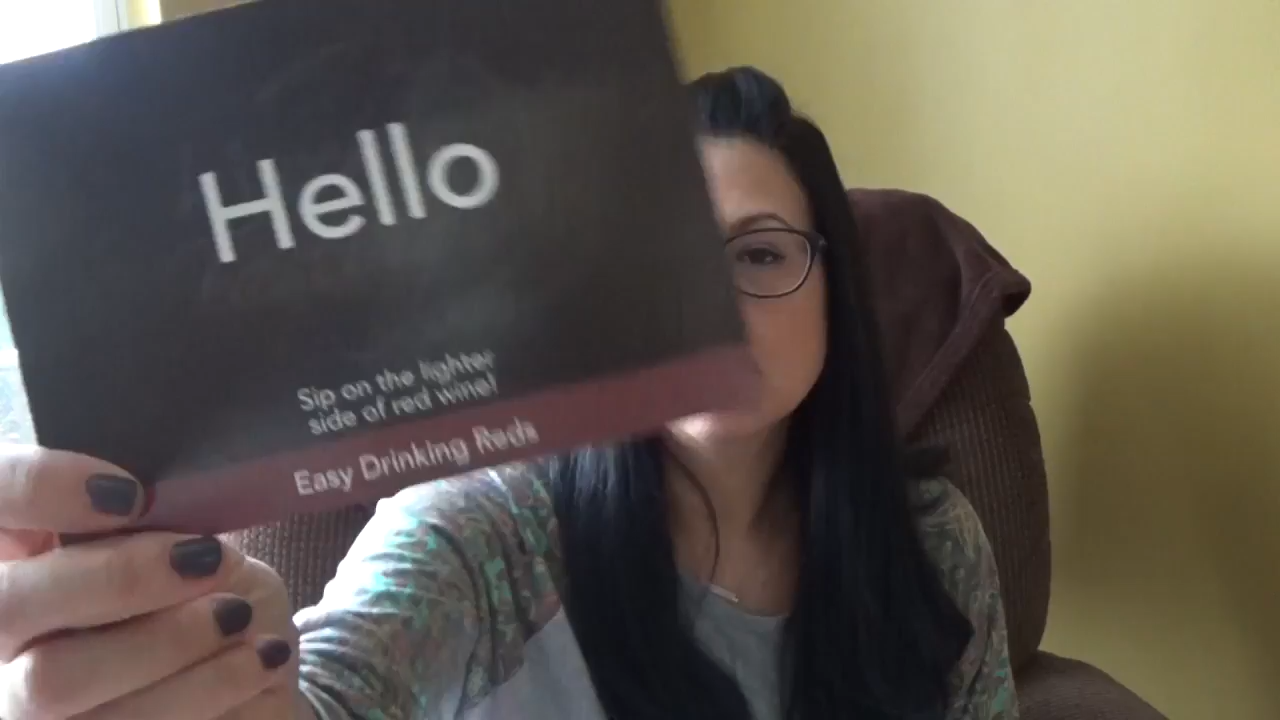 Hello
Sip on the lighter
side of red wine!
Easy Drinking Reds